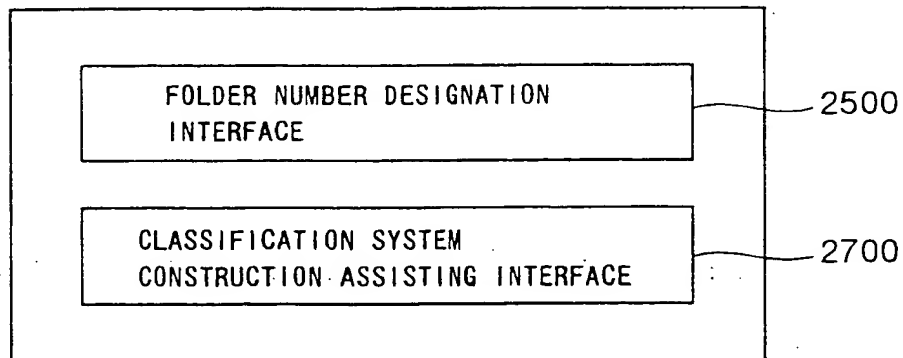 FOLDER NUMBER DESIGNATION
INTERFACE
2500
CLASSIFICATION SYSTEM
CONSTRUCTION ASSISTING INTERFACE
2700